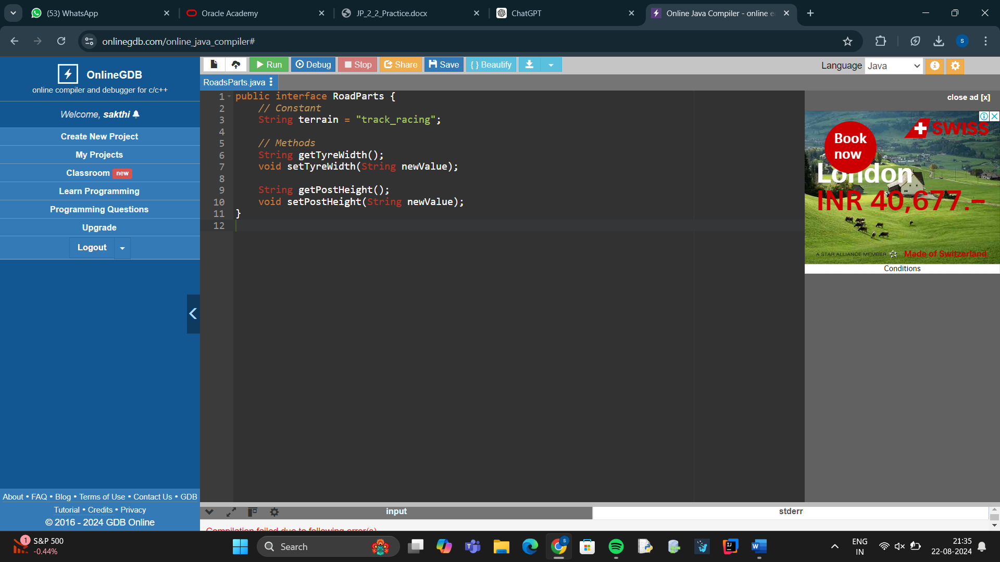 (53) WhatsApp
Oracle Academy
JP_2_2_Practice.docx
ChatGPT
Online Java Compiler - online e
onlinegdb.com/online_java_compiler#
S
OnlineGDB
online compiler and debugger for c/c++
Welcome, sakthi
Create New Project
My Projects
Classroom new
Learn Programming
Programming Questions
Upgrade
Logout
About • FAQ • Blog • Terms of Use • Contact Us • GDB
Tutorial • Credits • Privacy
© 2016 - 2024 GDB Online
Run
Debug
Stop
Share
Save
{ } Beautify
Language Java
RoadsParts.java
1 public interface RoadParts {
2 // Constant
3 String terrain = "track_racing";
4
5 // Methods
6 String getTyreWidth();
7 void setTyreWidth(String newValue);
8
9 String getPostHeight();
10 void setPostHeight(String newValue);
11 }
12
close ad [x]
SWISS
Book
now
London
INR 40,677.–
A STAR ALLIANCE MEMBER
Made of Switzerland.
Conditions
input
stderr
Compilation failed due to following error(s).
1
S&P 500
-0.44%
Search
ENG
IN
21:35
22-08-2024